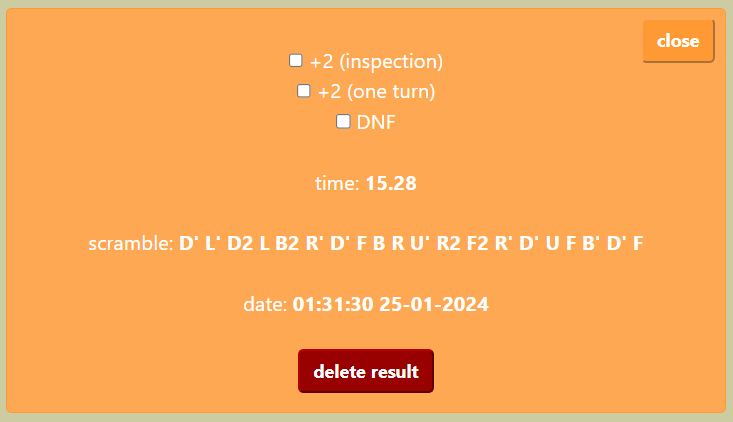 close
+2 (inspection)
+2 (one turn)
DNF
time: 15.28
scramble: D' L' D2 L B2 R' D' F B R U' R2 F2 R' D' U F B' D' F
date: 01:31:30 25-01-2024
delete result